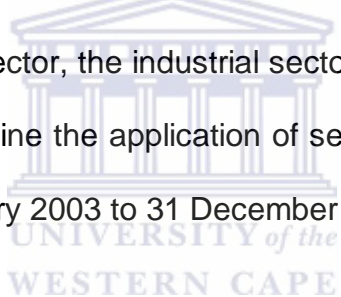 ector, the industrial secto
ine the application of se
ry 2003 to 31 December
UNIVERSITY of the
WESTERN CAPE